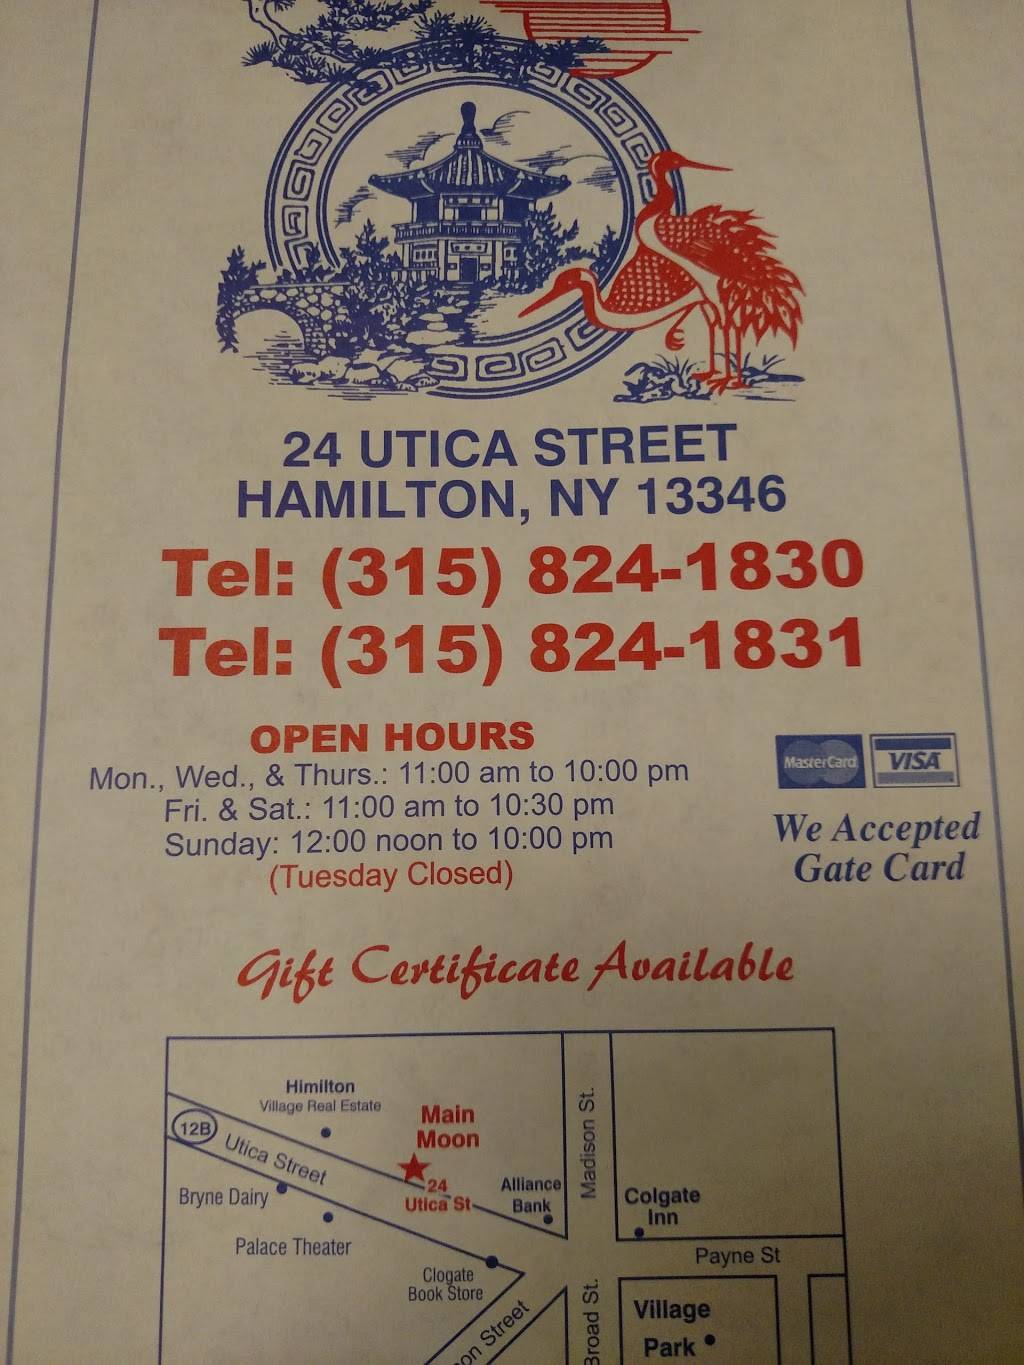 24 UTICA STREET
HAMILTON, NY 13346
Tel: (315) 824-1830
Tel: (315) 824-1831
OPEN HOURS
Mon., Wed., & Thurs.: 11:00 am to 10:00 pm
Fri. & Sat.: 11:00 am to 10:30 pm
Sunday: 12:00 noon to 10:00 pm
(Tuesday Closed)
MasterCard
VISA
We Accepted
Gate Card
Gift Certificate Available
Himilton
Village Real Estate
12B
Utica Street
Main
Moon
24
Utica St
Alliance
Bank
Madison St.
Colgate
Inn
Bryne Dairy
Palace Theater
Clogate
Book Store
Payne St
on Street
Broad St.
Village
Park